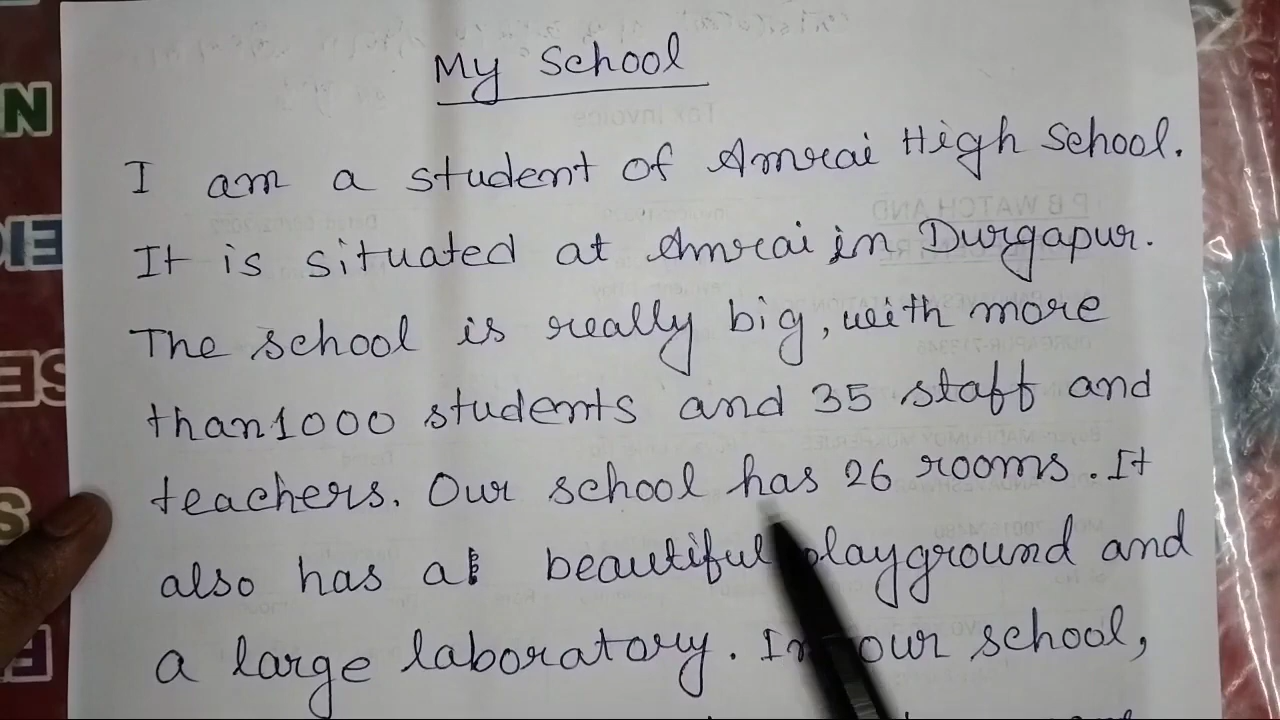 My School
I am a student of Amrai High School.
It is situated at Amrai in Durgapur.
The school is really big, with more
than 1000 students and 35 staff and
teachers. Our school has 26 rooms. It
also has a beautiful playground and
a large laboratory. In our school,